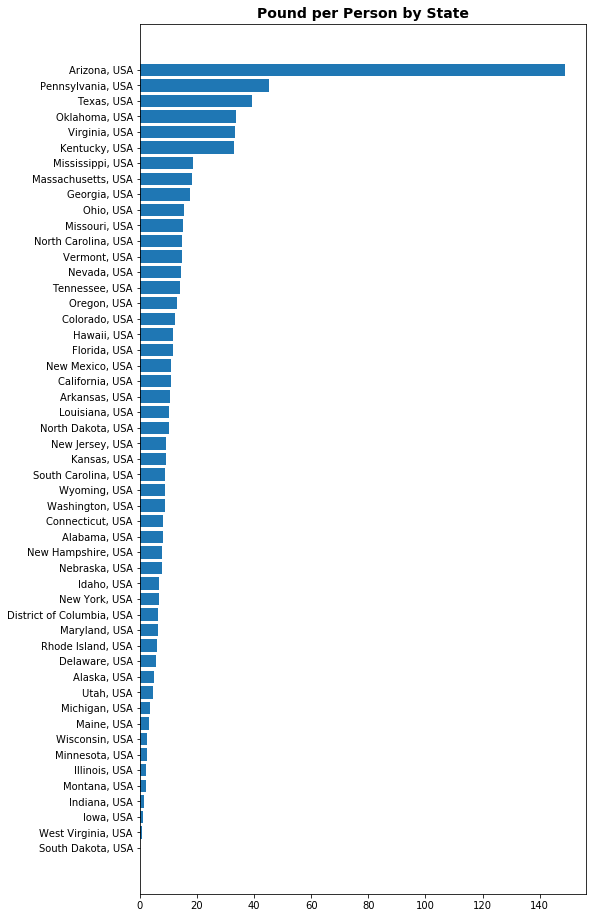 Pound per Person by State
Arizona, USA
Pennsylvania, USA
Texas, USA
Oklahoma, USA
Virginia, USA
Kentucky, USA
Mississippi, USA
Massachusetts, USA
Georgia, USA
Ohio, USA
Missouri, USA
North Carolina, USA
Vermont, USA
Nevada, USA
Tennessee, USA
Oregon, USA
Colorado, USA
Hawaii, USA
Florida, USA
New Mexico, USA
California, USA
Arkansas, USA
Louisiana, USA
North Dakota, USA
New Jersey, USA
Kansas, USA
South Carolina, USA
Wyoming, USA
Washington, USA
Connecticut, USA
Alabama, USA
New Hampshire, USA
Nebraska, USA
Idaho, USA
New York, USA
District of Columbia, USA
Maryland, USA
Rhode Island, USA
Delaware, USA
Alaska, USA
Utah, USA
Michigan, USA
Maine, USA
Wisconsin, USA
Minnesota, USA
Illinois, USA
Montana, USA
Indiana, USA
Iowa, USA
West Virginia, USA
South Dakota, USA
0 20 40 60 80 100 120 140